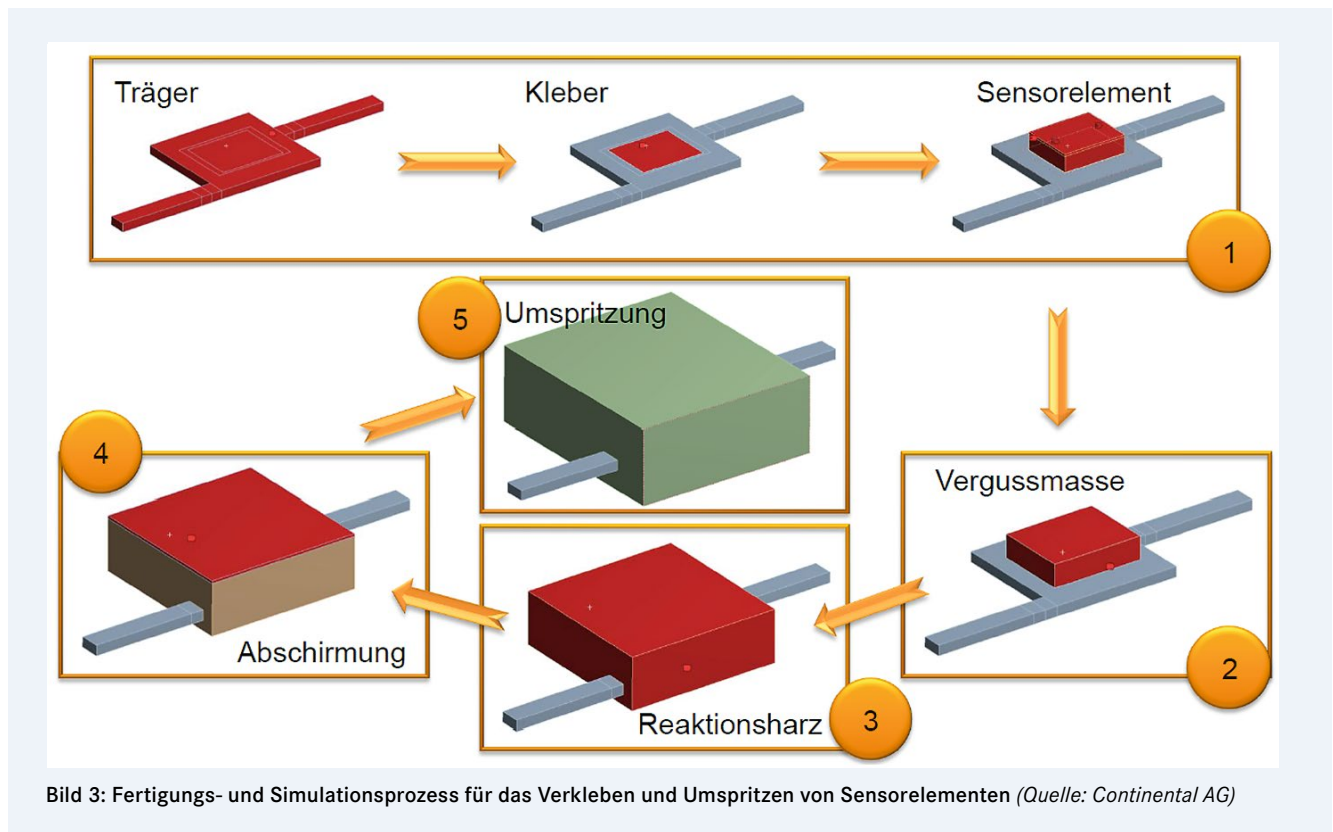 Träger
Kleber
Sensorelement
1
5
Umspritzung
4
Abschirmung
Vergussmasse
2
Reaktionsharz
3
Bild 3: Fertigungs- und Simulationsprozess für das Verkleben und Umspritzen von Sensorelementen (Quelle: Continental AG)